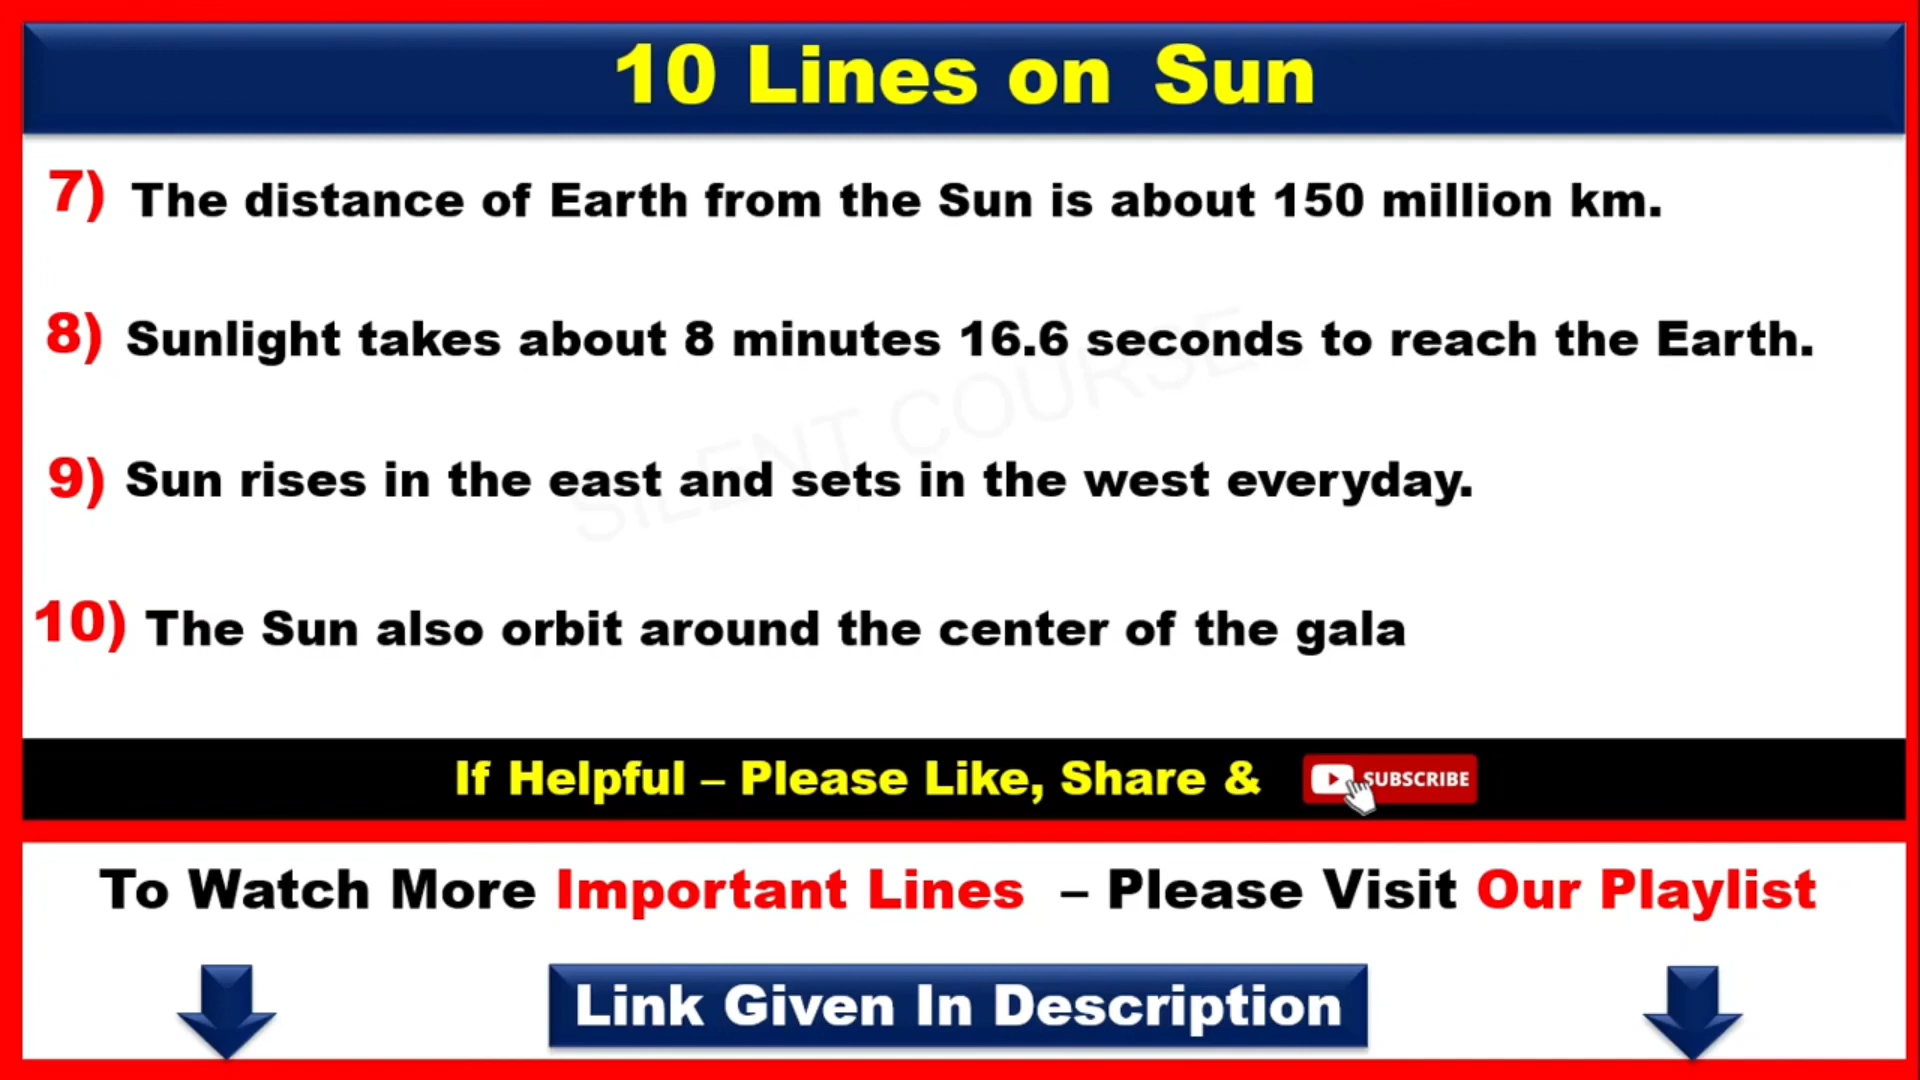 10 Lines on Sun
7) The distance of Earth from the Sun is about 150 million km.
8) Sunlight takes about 8 minutes 16.6 seconds to reach the Earth.
SILENT COURSE
9) Sun rises in the east and sets in the west everyday.
10) The Sun also orbit around the center of the gala
If Helpful – Please Like, Share & SUBSCRIBE
To Watch More Important Lines – Please Visit Our Playlist
Link Given In Description